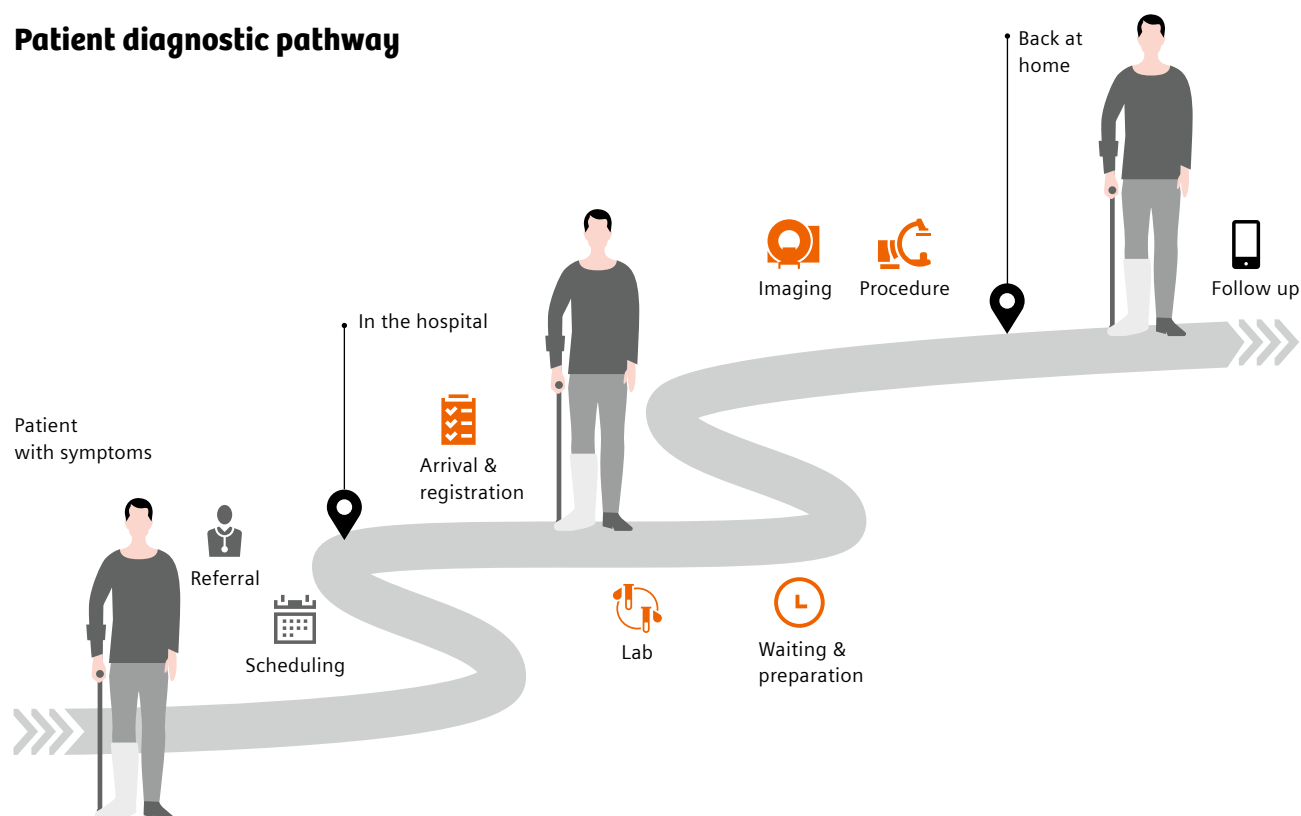 Patient diagnostic pathway
Patient
with symptoms
Referral
Scheduling
In the hospital
Arrival &
registration
Lab
Waiting &
preparation
Imaging
Procedure
Back at
home
Follow up